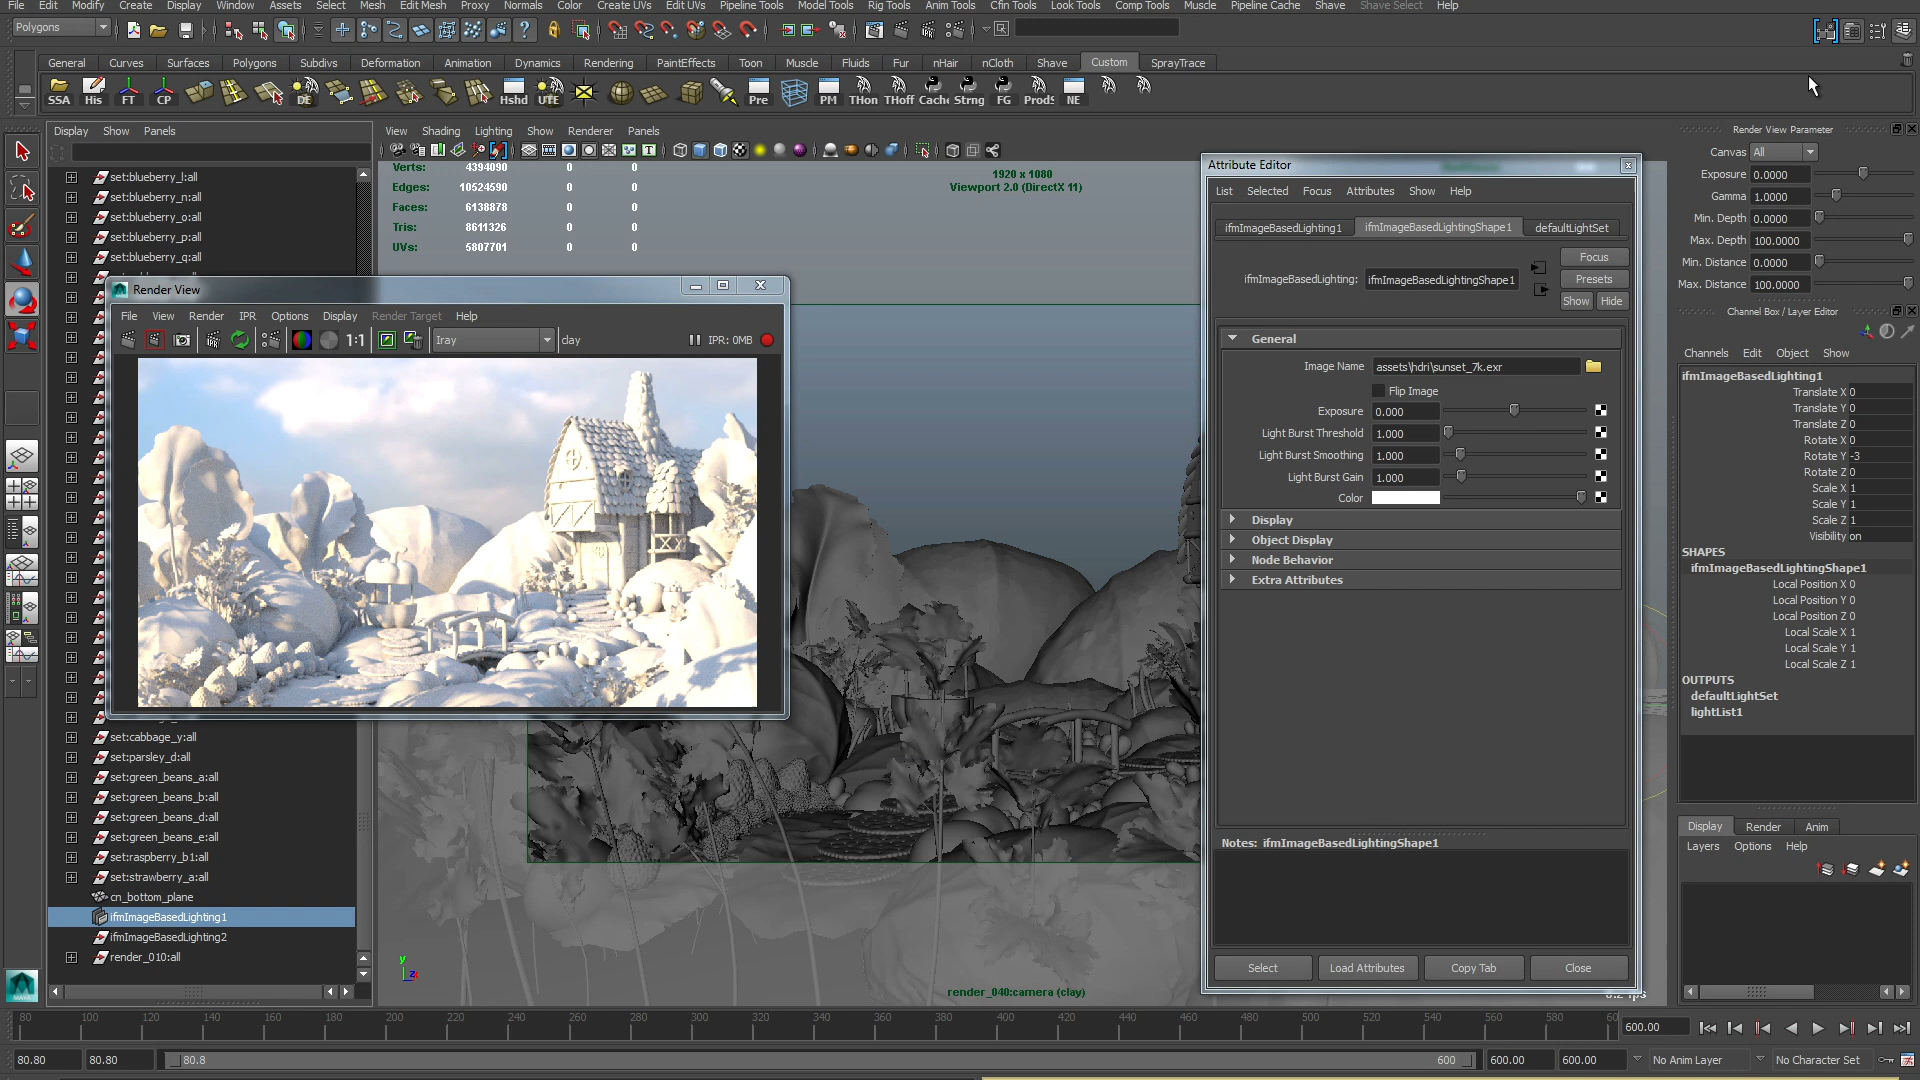 File Edit Modify Create Display Window Assets Select Mesh Edit Mesh Proxy Normals Color Create UVs Edit UVs Pipeline Tools Model Tools Rig Tools Anim Tools Cfin Tools Look Tools Comp Tools Muscle Pipeline Cache Shave Shave Select Help
Polygons
General Curves Surfaces Polygons Subdivs Deformation Animation Dynamics Rendering PaintEffects Toon Muscle Fluids Fur nHair nCloth Shave Custom SprayTrace
SSA His FT CP DE Hshd UTE Pre PM THon THoff Cache Strng FG Prods NE
Display Show Panels
set:blueberry_l:all
set:blueberry_n:all
set:blueberry_o:all
set:blueberry_p:all
set:blueberry_q:all
set:cabbage_y:all
set:parsley_d:all
set:green_beans_a:all
set:green_beans_b:all
set:green_beans_d:all
set:green_beans_e:all
set:raspberry_b1:all
set:strawberry_a:all
cn_bottom_plane
ifmImageBasedLighting1
ifmImageBasedLighting2
render_010:all
View Shading Lighting Show Renderer Panels
Verts: 4394090 0 0
Edges: 10524590 0 0
Faces: 6138878 0 0
Tris: 8611326 0 0
UVs: 5807701 0 0
1920 x 1080
Viewport 2.0 (DirectX 11)
Render View
File View Render IPR Options Display Render Target Help
IPR 1:1 Iray clay IPR: 0MB
y
z
render_040:camera (clay)
Attribute Editor
List Selected Focus Attributes Show Help
ifmImageBasedLighting1 ifmImageBasedLightingShape1 defaultLightSet
ifmImageBasedLighting: ifmImageBasedLightingShape1
Focus
Presets
Show Hide
General
Image Name assets\hdri\sunset_7k.exr
Flip Image
Exposure 0.000
Light Burst Threshold 1.000
Light Burst Smoothing 1.000
Light Burst Gain 1.000
Color
Display
Object Display
Node Behavior
Extra Attributes
Notes: ifmImageBasedLightingShape1
Select Load Attributes Copy Tab Close
Render View Parameter
Canvas All
Exposure 0.0000
Gamma 1.0000
Min. Depth 0.0000
Max. Depth 100.0000
Min. Distance 0.0000
Max. Distance 100.0000
Channel Box / Layer Editor
Channels Edit Object Show
ifmImageBasedLighting1
Translate X 0
Translate Y 0
Translate Z 0
Rotate X 0
Rotate Y -3
Rotate Z 0
Scale X 1
Scale Y 1
Scale Z 1
Visibility on
SHAPES
ifmImageBasedLightingShape1
Local Position X 0
Local Position Y 0
Local Position Z 0
Local Scale X 1
Local Scale Y 1
Local Scale Z 1
OUTPUTS
defaultLightSet
lightList1
Display Render Anim
Layers Options Help
80 100 120 140 160 180 200 220 240 260 280 300 320 340 360 380 400 420 440 460 480 500 520 540 560 580 60
600.00
80.80 80.80 80.8 600 600.00 600.00 No Anim Layer No Character Set